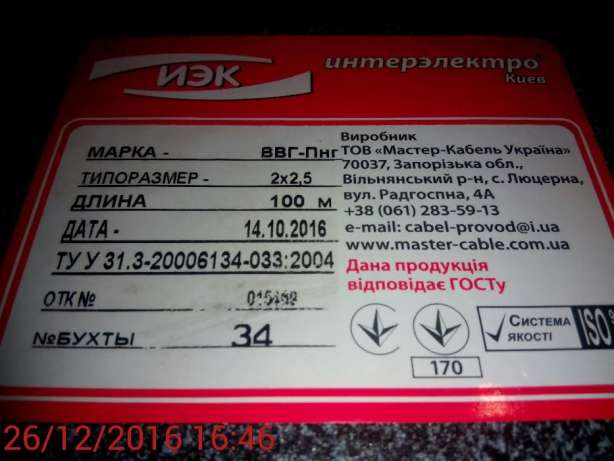 ИЭК
интерэлектро
Киев
МАРКА - ВВГ-Пнг
ТИПОРАЗМЕР - 2х2,5
ДЛИНА 100 м
ДАТА - 14.10.2016
ТУ У 31.3-20006134-033:2004
ОТК №
№БУХТЫ 34
Виробник
ТОВ «Мастер-Кабель Україна»
70037, Запорізька обл.,
Вільнянський р-н, с. Люцерна,
вул. Радгоспна, 4А
+38 (061) 283-59-13
e-mail: cabel-provod@i.ua
www.master-cable.com.ua
Дана продукція
відповідає ГОСТу
170
Система
якості
ISO
26/12/2016 16:46